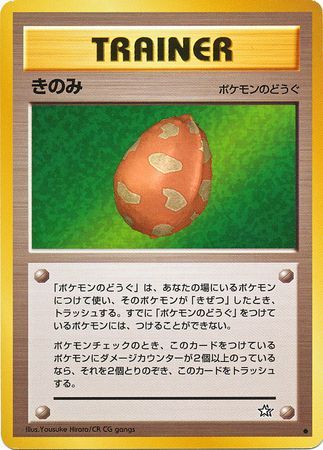 TRAINER
きのみ
ポケモンのどうぐ
「ポケモンのどうぐ」は、あなたの場にいるポケモン
につけて使い、そのポケモンが「きぜつ」したとき、
トラッシュする。すでに「ポケモンのどうぐ」をつけて
いるポケモンには、つけることができない。
ポケモンチェックのとき、このカードをつけている
ポケモンにダメージカウンターが2個以上のっているな
ら、それを2個とりのぞき、このカードをトラッシュ
する。
Illus.Yousuke Hirata/CR CG gangs